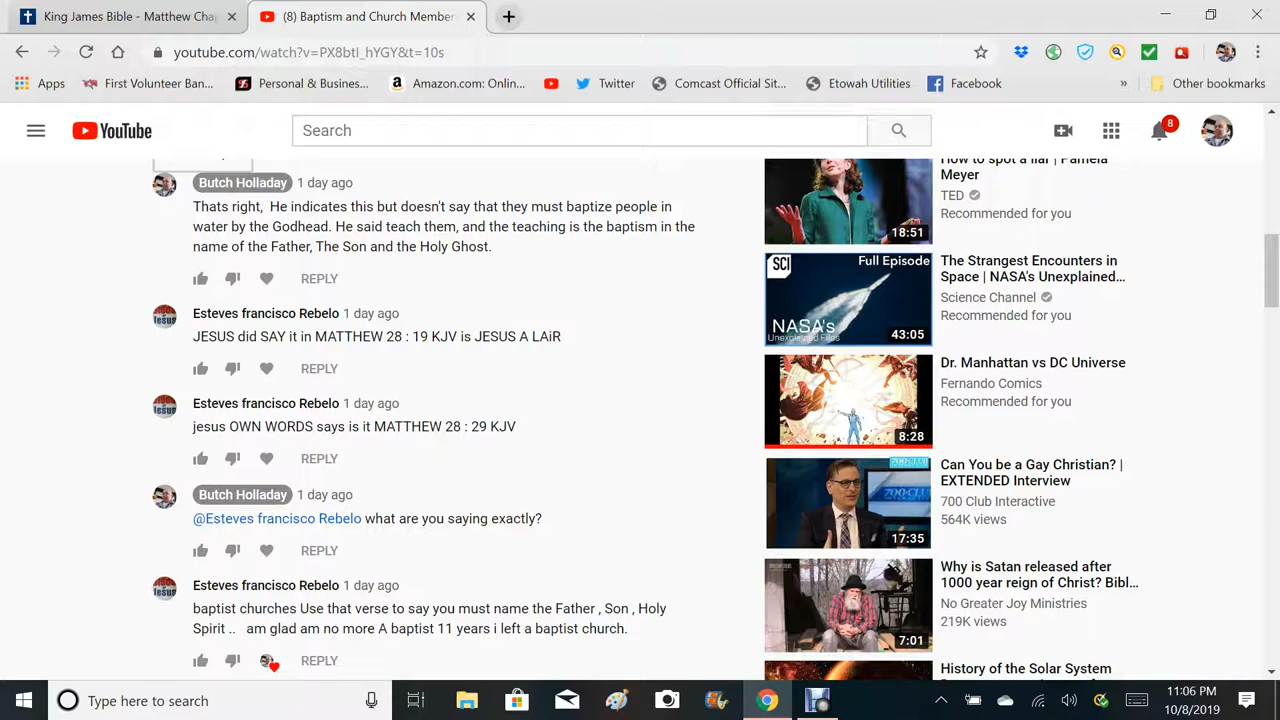 King James Bible - Matthew Cha
(8) Baptism and Church Member
youtube.com/watch?v=PX8btI_hYGY&t=10s
Apps
First Volunteer Ban...
Personal & Business...
Amazon.com: Onlin...
Twitter
Comcast Official Sit...
Etowah Utilities
Facebook
»
Other bookmarks
YouTube
Search
8
Butch Holladay 1 day ago
Thats right, He indicates this but doesn't say that they must baptize people in
water by the Godhead. He said teach them, and the teaching is the baptism in the
name of the Father, The Son and the Holy Ghost.
REPLY
Jesus
Esteves francisco Rebelo 1 day ago
JESUS did SAY it in MATTHEW 28 : 19 KJV is JESUS A LAiR
REPLY
Jesus
Esteves francisco Rebelo 1 day ago
jesus OWN WORDS says is it MATTHEW 28 : 29 KJV
REPLY
Butch Holladay 1 day ago
@Esteves francisco Rebelo what are you saying exactly?
REPLY
Jesus
Esteves francisco Rebelo 1 day ago
baptist churches Use that verse to say you must name the Father , Son , Holy
Spirit .. am glad am no more A baptist 11 years i left a baptist church.
REPLY
18:51
How to spot a liar | Pamela
Meyer
TED
Recommended for you
SCI
Full Episode
NASA's
Unexplained Files
43:05
The Strangest Encounters in
Space | NASA's Unexplained...
Science Channel
Recommended for you
8:28
Dr. Manhattan vs DC Universe
Fernando Comics
Recommended for you
700 CLUB
INTERACTIVE
700 CLUB
17:35
Can You be a Gay Christian? |
EXTENDED Interview
700 Club Interactive
564K views
7:01
Why is Satan released after
1000 year reign of Christ? Bibl...
No Greater Joy Ministries
219K views
History of the Solar System
Type here to search
11:06 PM
10/8/2019